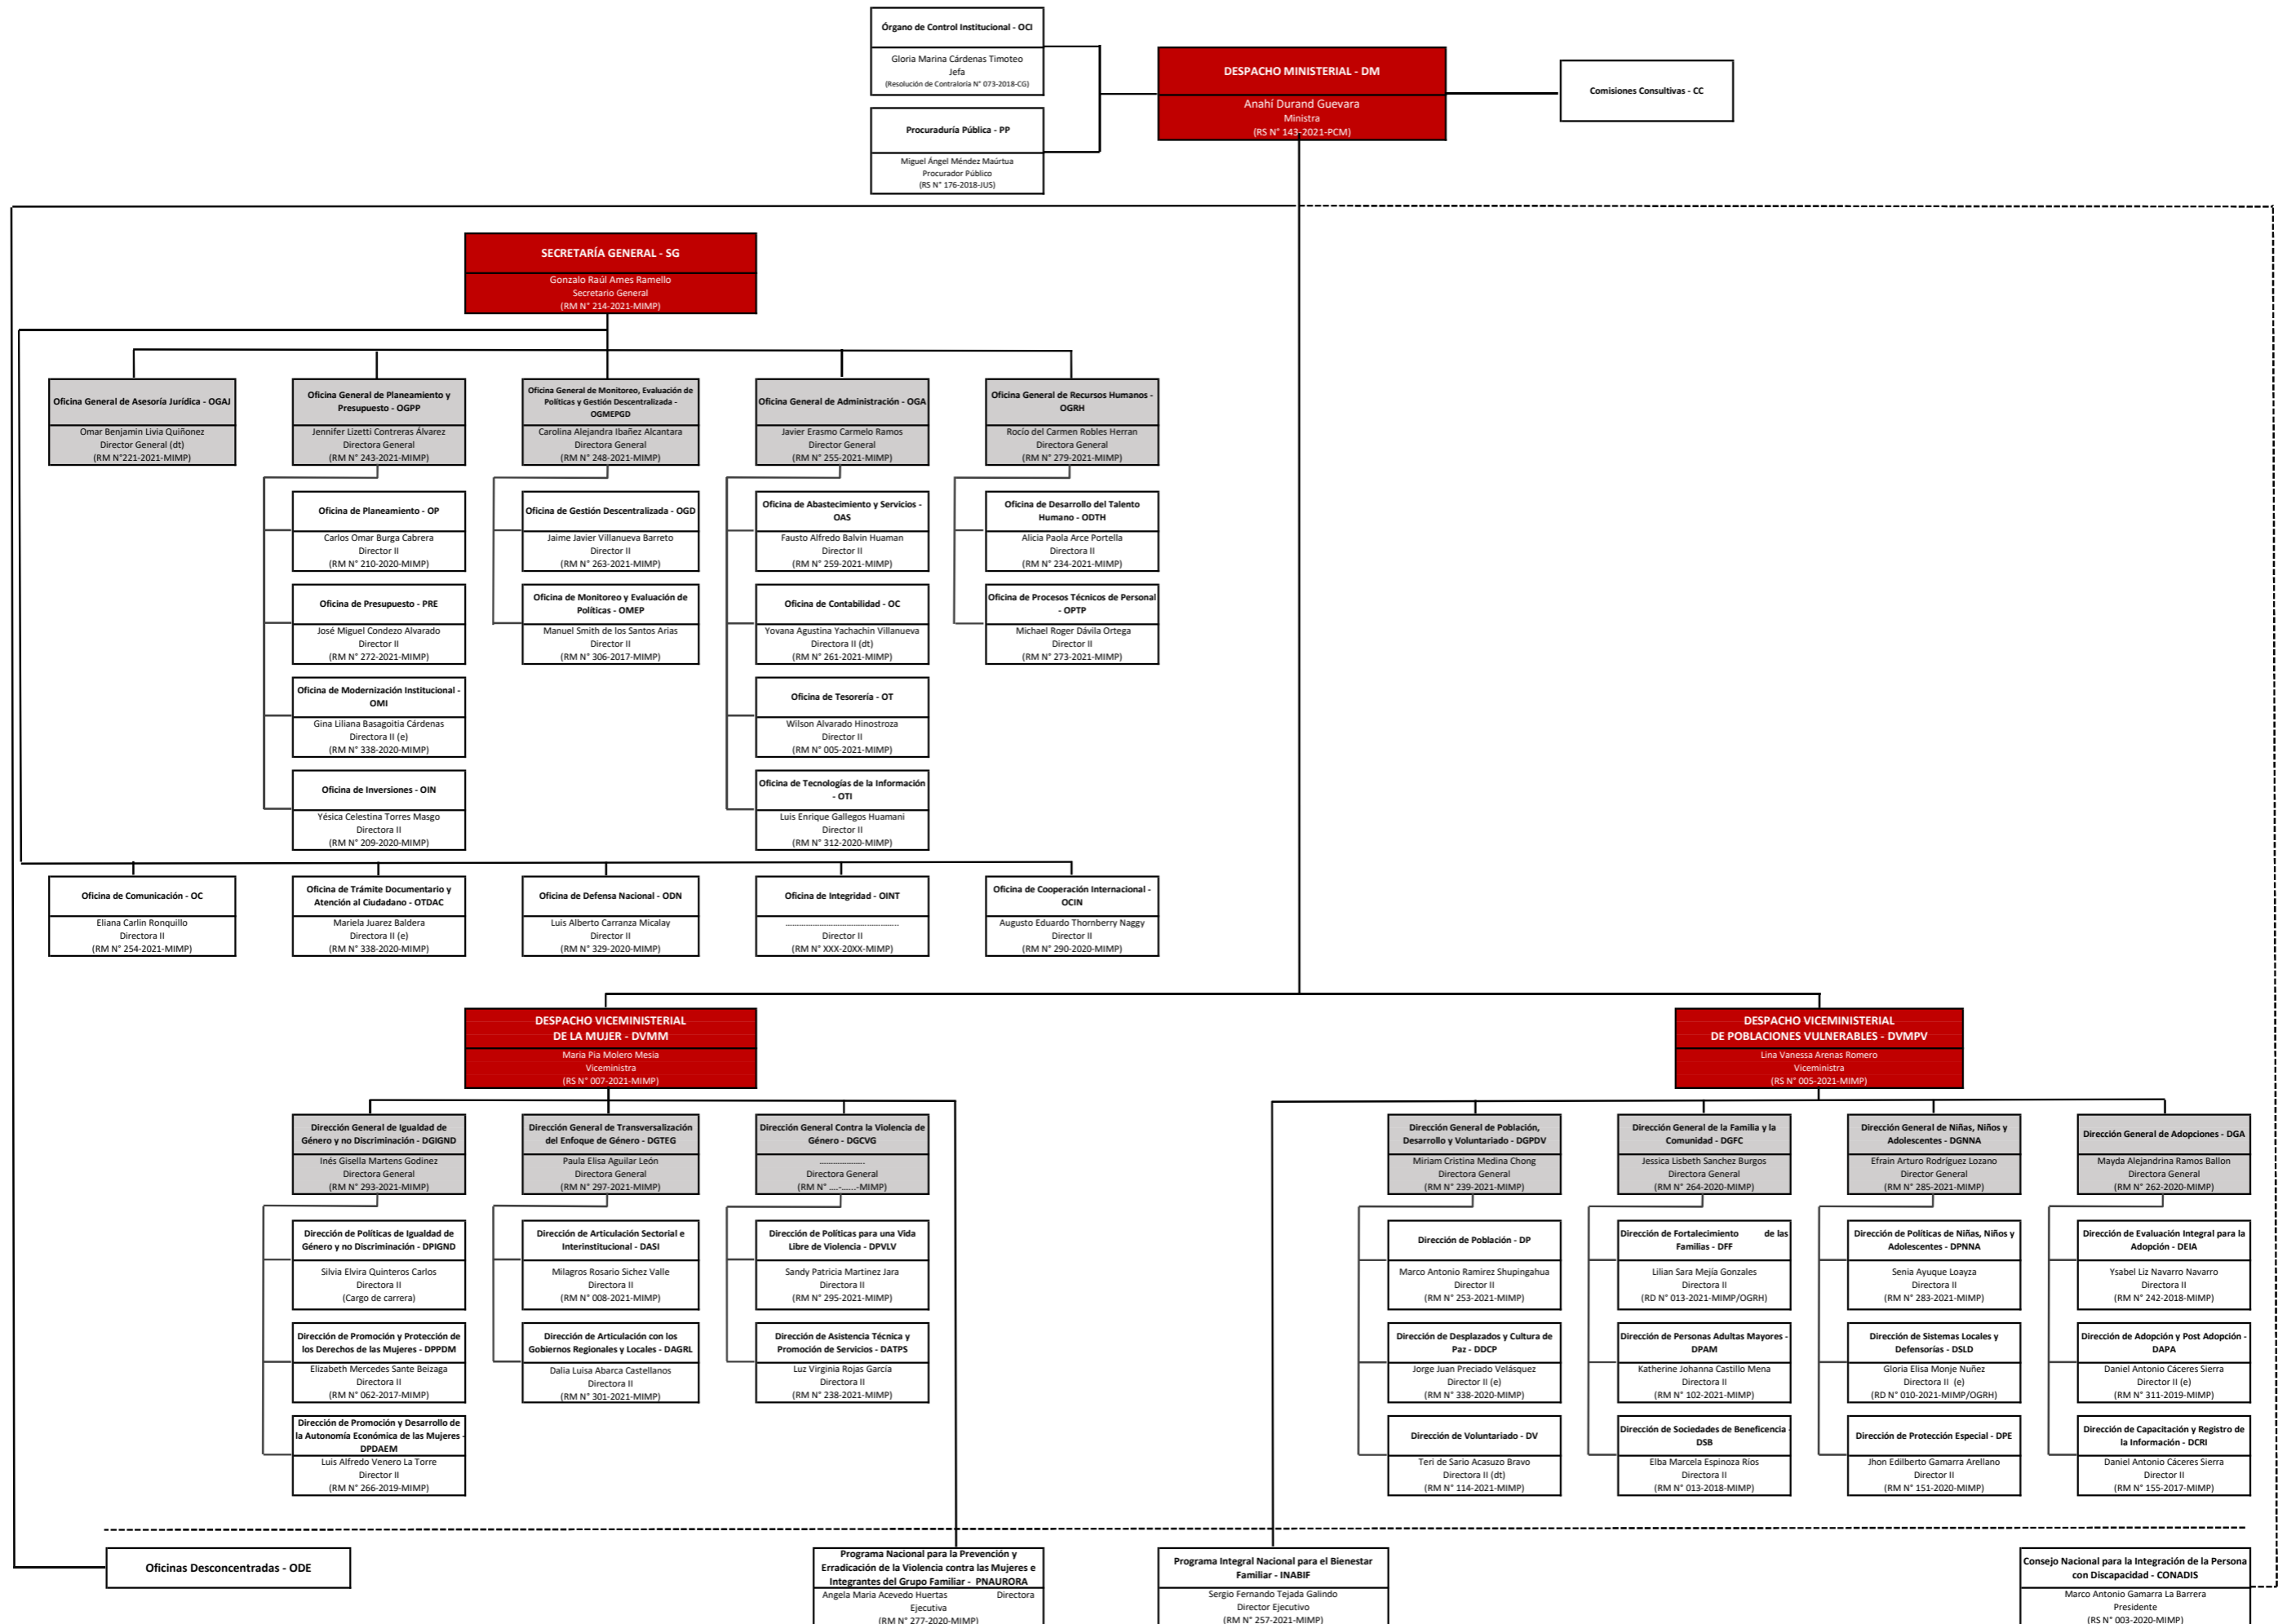 Órgano de Control Institucional - OCI
Gloria Marina Cárdenas Timoteo
Jefa
(Resolución de Contraloría N° 073-2018-CG)
Procuraduría Pública - PP
Miguel Ángel Méndez Maúrtua
Procurador Público
(RS N° 176-2018-JUS)
DESPACHO MINISTERIAL - DM
Anahí Durand Guevara
Ministra
(RS N° 143-2021-PCM)
Comisiones Consultivas - CC
SECRETARÍA GENERAL - SG
Gonzalo Raúl Ames Ramello
Secretario General
(RM N° 214-2021-MIMP)
Oficina General de Asesoría Jurídica - OGAJ
Omar Benjamin Livia Quiñonez
Director General (dt)
(RM N°221-2021-MIMP)
Oficina General de Planeamiento y
Presupuesto - OGPP
Jennifer Lizetti Contreras Álvarez
Directora General
(RM N° 243-2021-MIMP)
Oficina General de Monitoreo, Evaluación de
Políticas y Gestión Descentralizada -
OGMEPGD
Carolina Alejandra Ibañez Alcantara
Directora General
(RM N° 248-2021-MIMP)
Oficina General de Administración - OGA
Javier Erasmo Carmelo Ramos
Director General
(RM N° 255-2021-MIMP)
Oficina General de Recursos Humanos -
OGRH
Rocío del Carmen Robles Herran
Directora General
(RM N° 279-2021-MIMP)
Oficina de Planeamiento - OP
Carlos Omar Burga Cabrera
Director II
(RM N° 210-2020-MIMP)
Oficina de Gestión Descentralizada - OGD
Jaime Javier Villanueva Barreto
Director II
(RM N° 263-2021-MIMP)
Oficina de Abastecimiento y Servicios -
OAS
Fausto Alfredo Balvin Huaman
Director II
(RM N° 259-2021-MIMP)
Oficina de Desarrollo del Talento
Humano - ODTH
Alicia Paola Arce Portella
Directora II
(RM N° 234-2021-MIMP)
Oficina de Presupuesto - PRE
José Miguel Condezo Alvarado
Director II
(RM N° 272-2021-MIMP)
Oficina de Monitoreo y Evaluación de
Políticas - OMEP
Manuel Smith de los Santos Arias
Director II
(RM N° 306-2017-MIMP)
Oficina de Contabilidad - OC
Yovana Agustina Yachachin Villanueva
Directora II (dt)
(RM N° 261-2021-MIMP)
Oficina de Procesos Técnicos de Personal
- OPTP
Michael Roger Dávila Ortega
Director II
(RM N° 273-2021-MIMP)
Oficina de Modernización Institucional -
OMI
Gina Liliana Basagoitia Cárdenas
Directora II (e)
(RM N° 338-2020-MIMP)
Oficina de Tesorería - OT
Wilson Alvarado Hinostroza
Director II
(RM N° 005-2021-MIMP)
Oficina de Inversiones - OIN
Yésica Celestina Torres Masgo
Directora II
(RM N° 209-2020-MIMP)
Oficina de Tecnologías de la Información
- OTI
Luis Enrique Gallegos Huamani
Director II
(RM N° 312-2020-MIMP)
Oficina de Comunicación - OC
Eliana Carlin Ronquillo
Directora II
(RM N° 254-2021-MIMP)
Oficina de Trámite Documentario y
Atención al Ciudadano - OTDAC
Mariela Juarez Baldera
Directora II (e)
(RM N° 338-2020-MIMP)
Oficina de Defensa Nacional - ODN
Luis Alberto Carranza Micalay
Director II
(RM N° 329-2020-MIMP)
Oficina de Integridad - OINT
................................................
Director II
(RM N° XXX-20XX-MIMP)
Oficina de Cooperación Internacional -
OCIN
Augusto Eduardo Thornberry Naggy
Director II
(RM N° 290-2020-MIMP)
DESPACHO VICEMINISTERIAL
DE LA MUJER - DVMM
Maria Pia Molero Mesia
Viceministra
(RS N° 007-2021-MIMP)
DESPACHO VICEMINISTERIAL
DE POBLACIONES VULNERABLES - DVMPV
Lina Vanessa Arenas Romero
Viceministra
(RS N° 005-2021-MIMP)
Dirección General de Igualdad de
Género y no Discriminación - DGIGND
Inés Gisella Martens Godinez
Directora General
(RM N° 293-2021-MIMP)
Dirección General de Transversalización
del Enfoque de Género - DGTEG
Paula Elisa Aguilar León
Directora General
(RM N° 297-2021-MIMP)
Dirección General Contra la Violencia de
Género - DGCVG
...................
Directora General
(RM N° ....-......-MIMP)
Dirección General de Población,
Desarrollo y Voluntariado - DGPDV
Miriam Cristina Medina Chong
Directora General
(RM N° 239-2021-MIMP)
Dirección General de la Familia y la
Comunidad - DGFC
Jessica Lisbeth Sanchez Burgos
Directora General
(RM N° 264-2020-MIMP)
Dirección General de Niñas, Niños y
Adolescentes - DGNNA
Efrain Arturo Rodríguez Lozano
Director General
(RM N° 285-2021-MIMP)
Dirección General de Adopciones - DGA
Mayda Alejandrina Ramos Ballon
Directora General
(RM N° 262-2020-MIMP)
Dirección de Políticas de Igualdad de
Género y no Discriminación - DPIGND
Silvia Elvira Quinteros Carlos
Directora II
(Cargo de carrera)
Dirección de Articulación Sectorial e
Interinstitucional - DASI
Milagros Rosario Sichez Valle
Directora II
(RM N° 008-2021-MIMP)
Dirección de Políticas para una Vida
Libre de Violencia - DPVLV
Sandy Patricia Martinez Jara
Directora II
(RM N° 295-2021-MIMP)
Dirección de Población - DP
Marco Antonio Ramirez Shupingahua
Director II
(RM N° 253-2021-MIMP)
Dirección de Fortalecimiento de las
Familias - DFF
Lilian Sara Mejía Gonzales
Directora II
(RD N° 013-2021-MIMP/OGRH)
Dirección de Políticas de Niñas, Niños y
Adolescentes - DPNNA
Senia Ayuque Loayza
Directora II
(RM N° 283-2021-MIMP)
Dirección de Evaluación Integral para la
Adopción - DEIA
Ysabel Liz Navarro Navarro
Directora II
(RM N° 242-2018-MIMP)
Dirección de Promoción y Protección de
los Derechos de las Mujeres - DPPDM
Elizabeth Mercedes Sante Beizaga
Directora II
(RM N° 062-2017-MIMP)
Dirección de Articulación con los
Gobiernos Regionales y Locales - DAGRL
Dalia Luisa Abarca Castellanos
Directora II
(RM N° 301-2021-MIMP)
Dirección de Asistencia Técnica y
Promoción de Servicios - DATPS
Luz Virginia Rojas García
Directora II
(RM N° 238-2021-MIMP)
Dirección de Desplazados y Cultura de
Paz - DDCP
Jorge Juan Preciado Velásquez
Director II (e)
(RM N° 338-2020-MIMP)
Dirección de Personas Adultas Mayores -
DPAM
Katherine Johanna Castillo Mena
Directora II
(RM N° 102-2021-MIMP)
Dirección de Sistemas Locales y
Defensorías - DSLD
Gloria Elisa Monje Nuñez
Directora II (e)
(RD N° 010-2021-MIMP/OGRH)
Dirección de Adopción y Post Adopción -
DAPA
Daniel Antonio Cáceres Sierra
Director II (e)
(RM N° 311-2019-MIMP)
Dirección de Promoción y Desarrollo de
la Autonomía Económica de las Mujeres -
DPDAEM
Luis Alfredo Venero La Torre
Director II
(RM N° 266-2019-MIMP)
Dirección de Voluntariado - DV
Teri de Sario Acasuzo Bravo
Directora II (dt)
(RM N° 114-2021-MIMP)
Dirección de Sociedades de Beneficencia -
DSB
Elba Marcela Espinoza Ríos
Directora II
(RM N° 013-2018-MIMP)
Dirección de Protección Especial - DPE
Jhon Edilberto Gamarra Arellano
Director II
(RM N° 151-2020-MIMP)
Dirección de Capacitación y Registro de
la Información - DCRI
Daniel Antonio Cáceres Sierra
Director II
(RM N° 155-2017-MIMP)
Oficinas Desconcentradas - ODE
Programa Nacional para la Prevención y
Erradicación de la Violencia contra las Mujeres e
Integrantes del Grupo Familiar - PNAURORA
Angela Maria Acevedo Huertas Directora
Ejecutiva
(RM N° 277-2020-MIMP)
Programa Integral Nacional para el Bienestar
Familiar - INABIF
Sergio Fernando Tejada Galindo
Director Ejecutivo
(RM N° 257-2021-MIMP)
Consejo Nacional para la Integración de la Persona
con Discapacidad - CONADIS
Marco Antonio Gamarra La Barrera
Presidente
(RS N° 003-2020-MIMP)